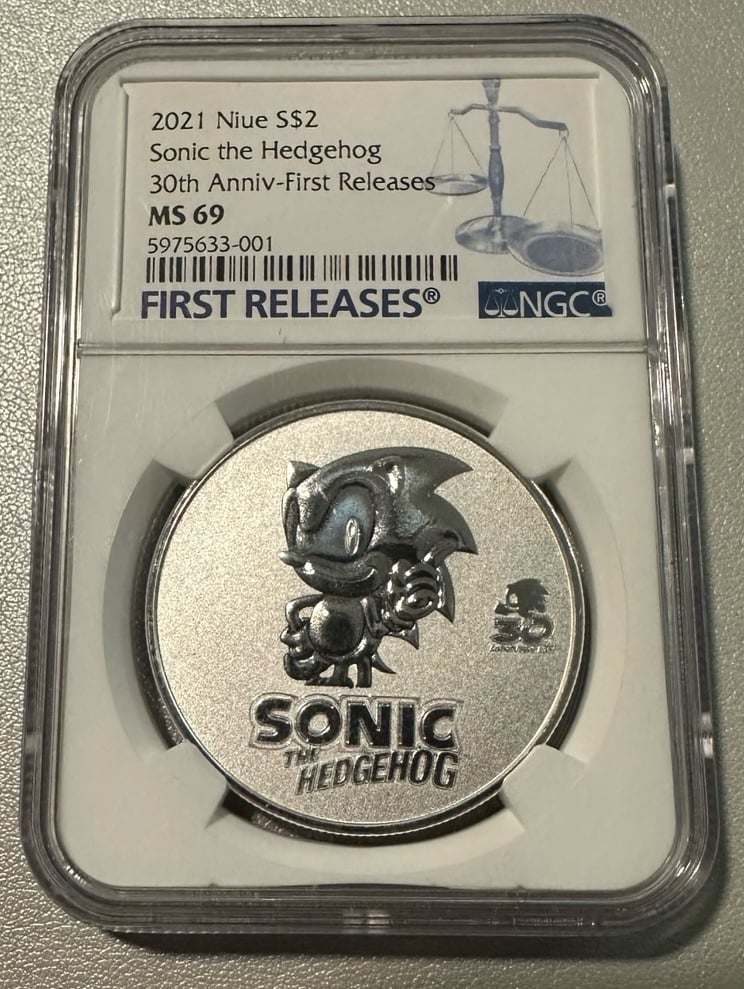 2021 Niue S$2
Sonic the Hedgehog
30th Anniv-First Releases
MS 69
5975633-001
FIRST RELEASES®
NGC®
30
SONIC
THE
HEDGEHOG